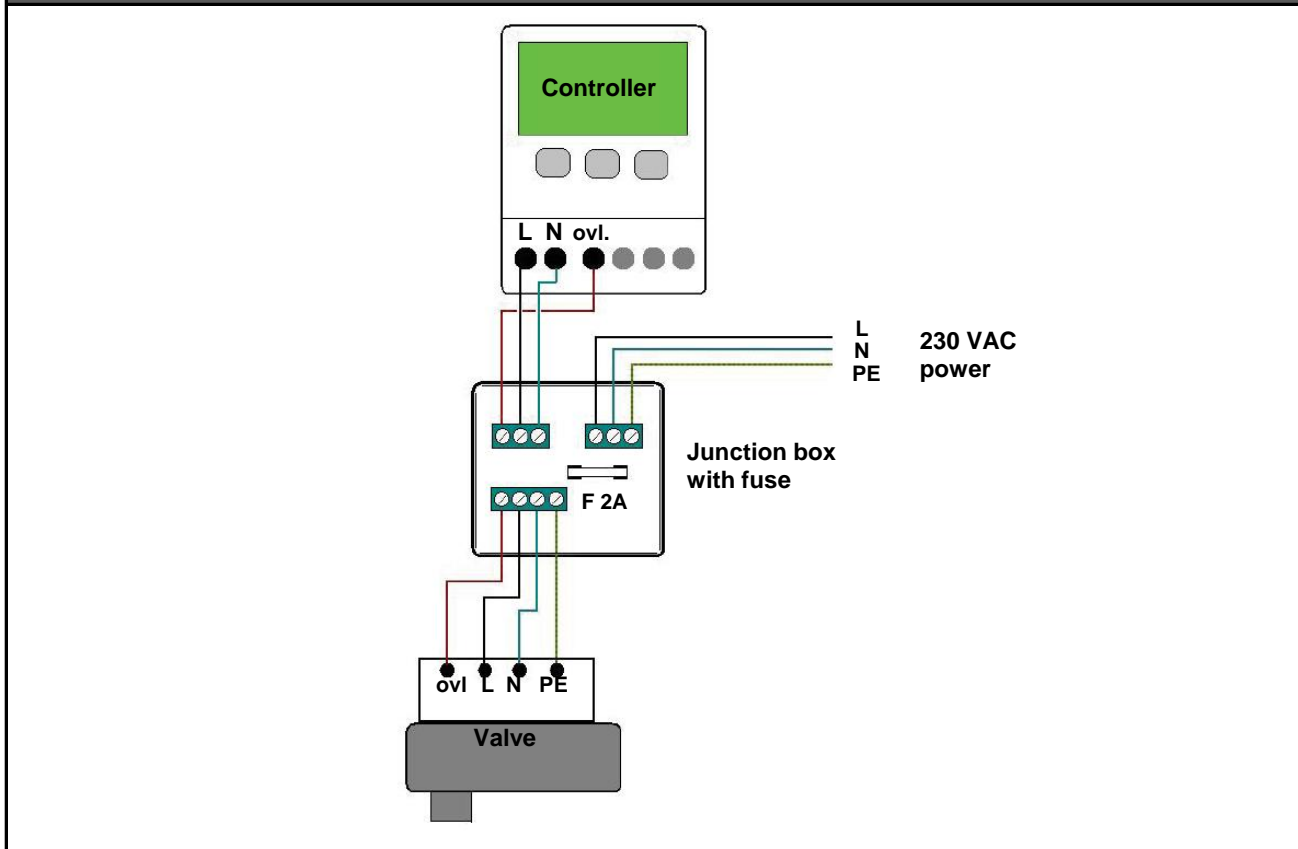 Controller
L N ovl.
L
N
PE
230 VAC
power
Junction box
with fuse
F 2A
ovl L N PE
Valve